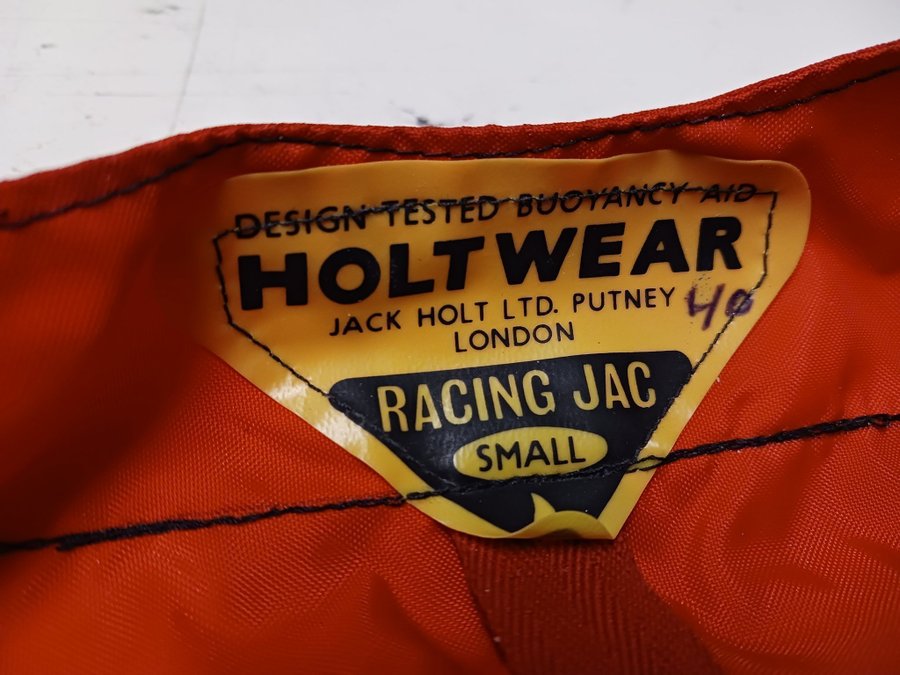 DESIGN TESTED BUOYANCY AID
HOLTWEAR
JACK HOLT LTD. PUTNEY
LONDON
40
RACING JAC
SMALL